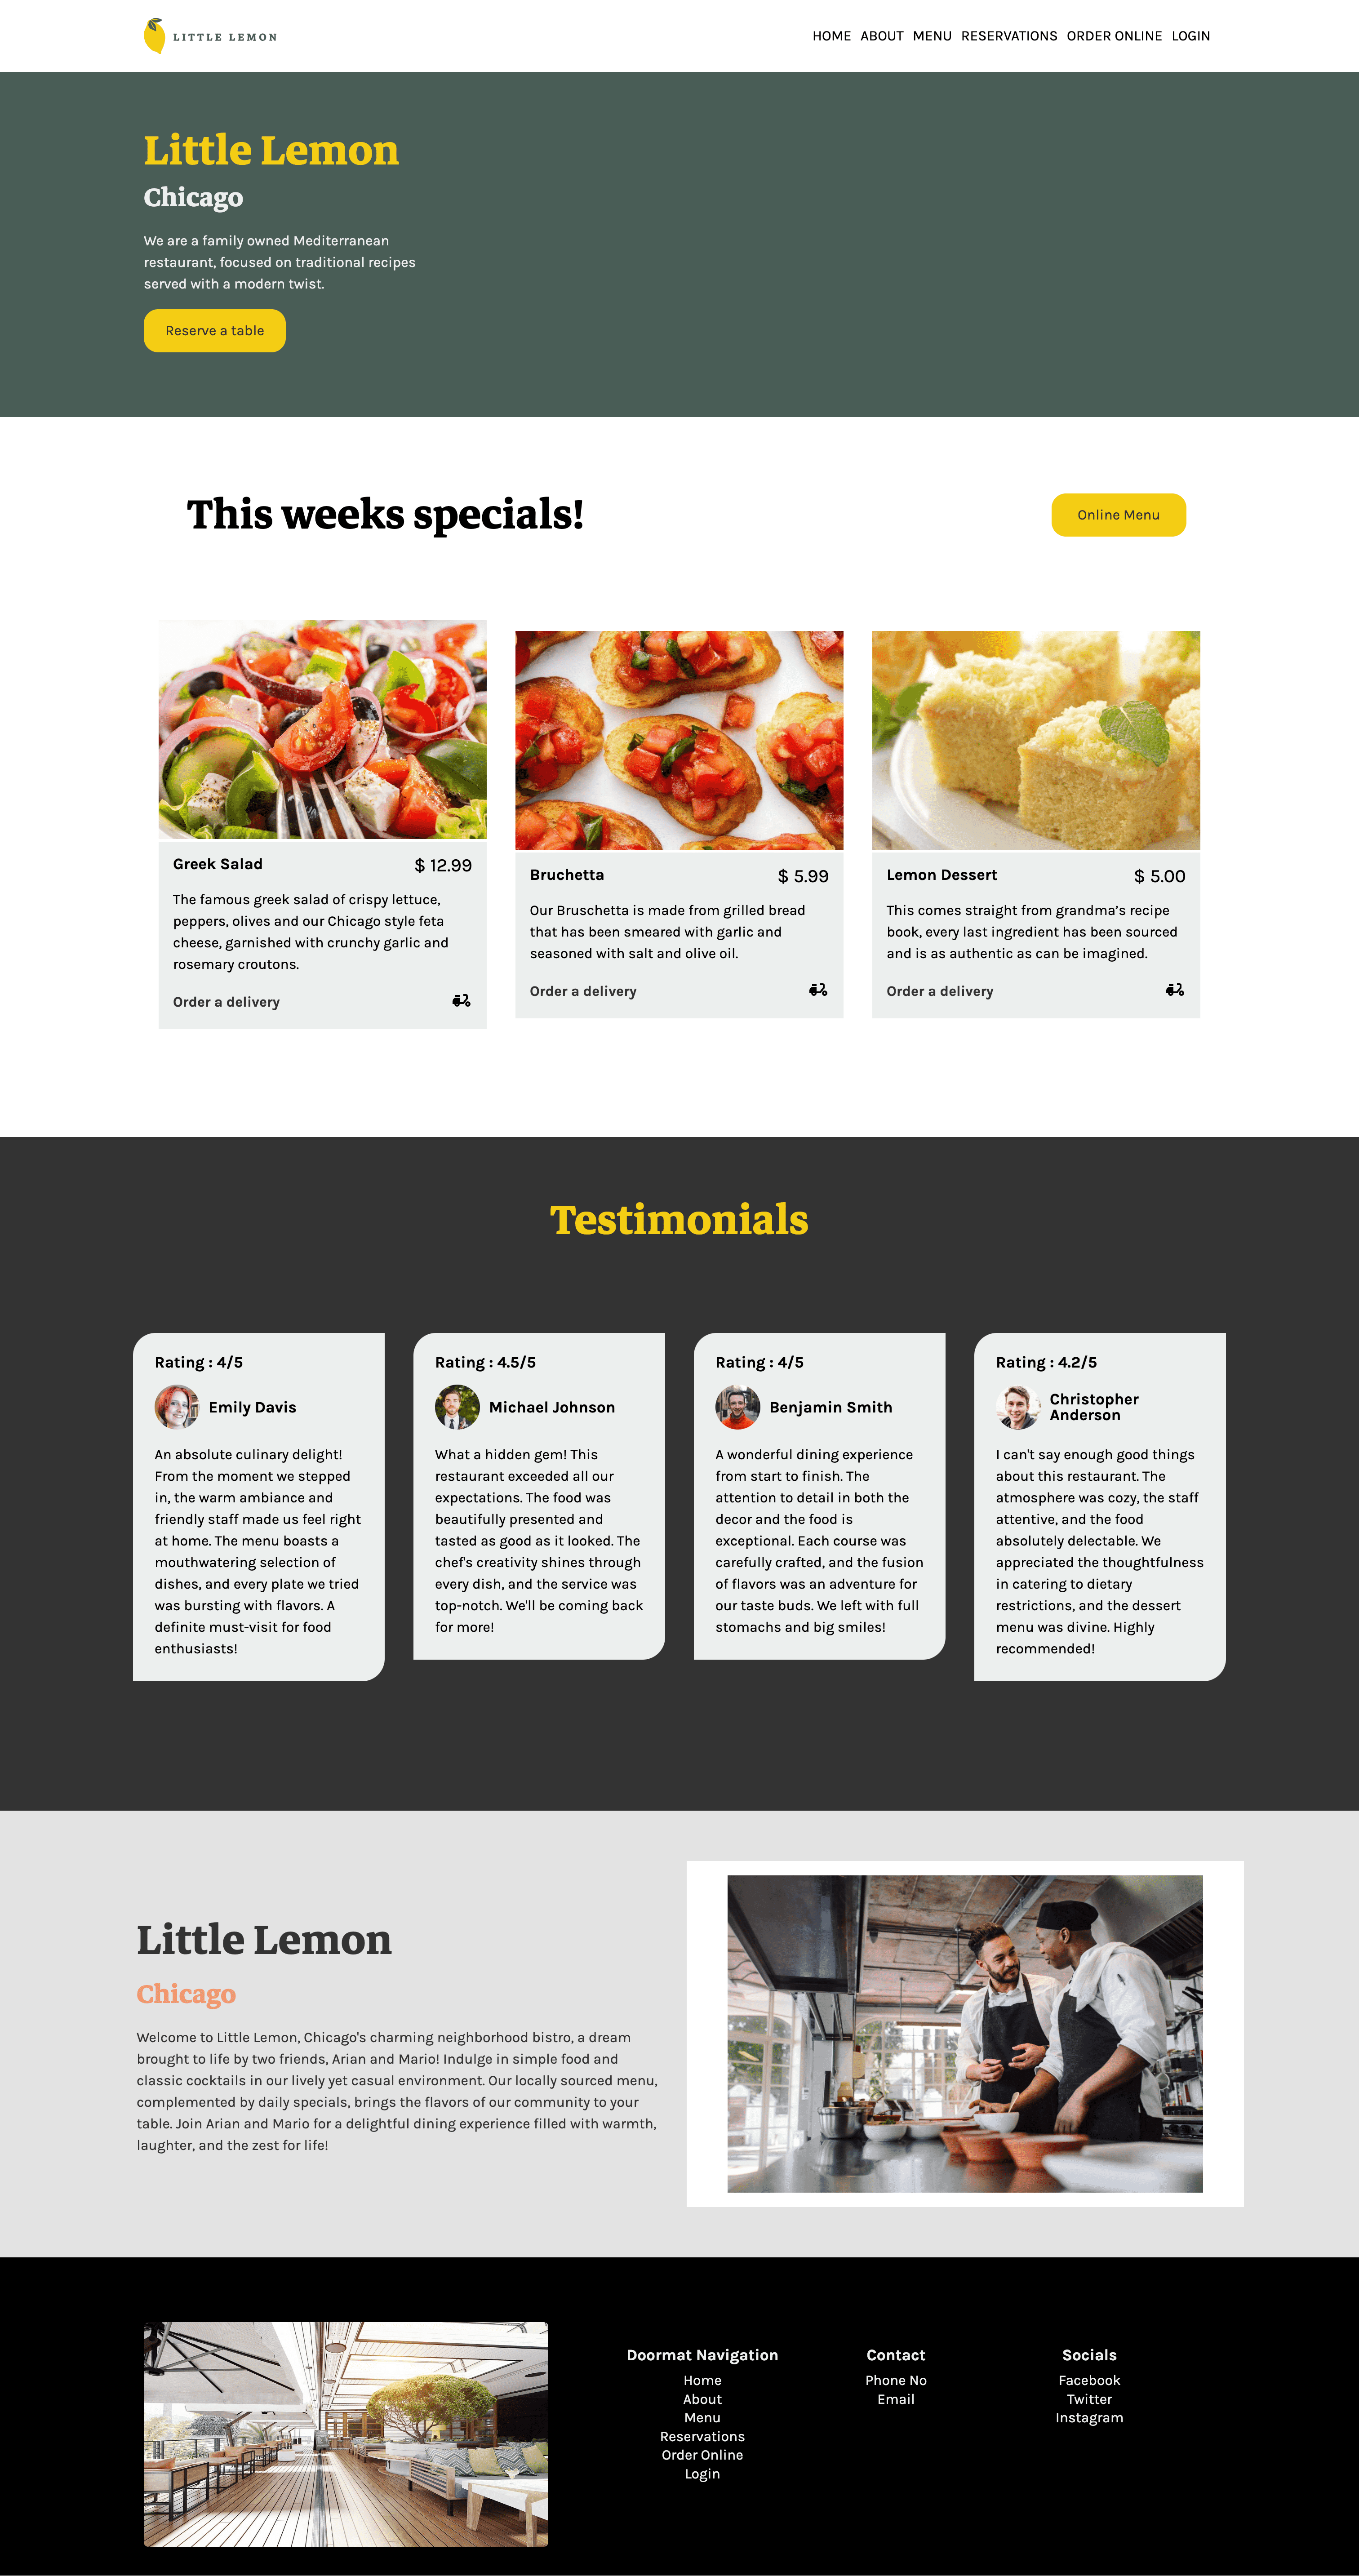 LITTLE LEMON
HOME ABOUT MENU RESERVATIONS ORDER ONLINE LOGIN
Little Lemon
Chicago
We are a family owned Mediterranean
restaurant, focused on traditional recipes
served with a modern twist.
Reserve a table
This weeks specials!
Online Menu
Greek Salad
$ 12.99
The famous greek salad of crispy lettuce,
peppers, olives and our Chicago style feta
cheese, garnished with crunchy garlic and
rosemary croutons.
Order a delivery
Bruchetta
$ 5.99
Our Bruschetta is made from grilled bread
that has been smeared with garlic and
seasoned with salt and olive oil.
Order a delivery
Lemon Dessert
$ 5.00
This comes straight from grandma’s recipe
book, every last ingredient has been sourced
and is as authentic as can be imagined.
Order a delivery
Testimonials
Rating : 4/5
Emily Davis
An absolute culinary delight!
From the moment we stepped
in, the warm ambiance and
friendly staff made us feel right
at home. The menu boasts a
mouthwatering selection of
dishes, and every plate we tried
was bursting with flavors. A
definite must-visit for food
enthusiasts!
Rating : 4.5/5
Michael Johnson
What a hidden gem! This
restaurant exceeded all our
expectations. The food was
beautifully presented and
tasted as good as it looked. The
chef's creativity shines through
every dish, and the service was
top-notch. We'll be coming back
for more!
Rating : 4/5
Benjamin Smith
A wonderful dining experience
from start to finish. The
attention to detail in both the
decor and the food is
exceptional. Each course was
carefully crafted, and the fusion
of flavors was an adventure for
our taste buds. We left with full
stomachs and big smiles!
Rating : 4.2/5
Christopher
Anderson
I can't say enough good things
about this restaurant. The
atmosphere was cozy, the staff
attentive, and the food
absolutely delectable. We
appreciated the thoughtfulness
in catering to dietary
restrictions, and the dessert
menu was divine. Highly
recommended!
Little Lemon
Chicago
Welcome to Little Lemon, Chicago's charming neighborhood bistro, a dream
brought to life by two friends, Arian and Mario! Indulge in simple food and
classic cocktails in our lively yet casual environment. Our locally sourced menu,
complemented by daily specials, brings the flavors of our community to your
table. Join Arian and Mario for a delightful dining experience filled with warmth,
laughter, and the zest for life!
Doormat Navigation
Home
About
Menu
Reservations
Order Online
Login
Contact
Phone No
Email
Socials
Facebook
Twitter
Instagram